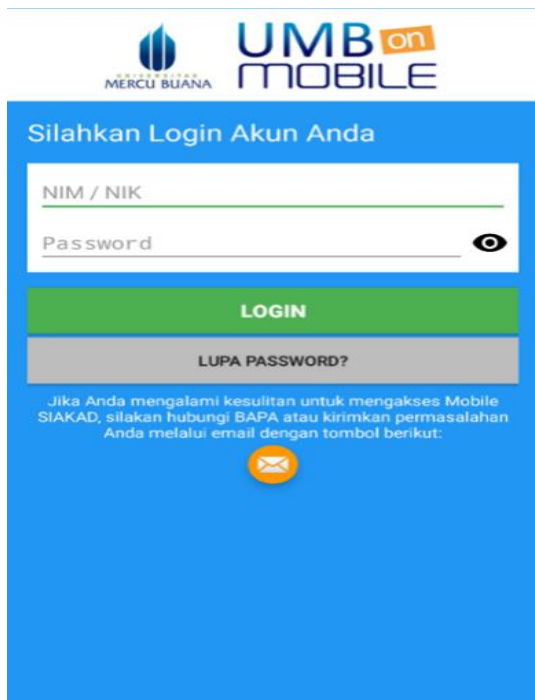 UNIVERSITAS
MERCU BUANA
UMB on
MOBILE
Silahkan Login Akun Anda
NIM / NIK
Password
LOGIN
LUPA PASSWORD?
Jika Anda mengalami kesulitan untuk mengakses Mobile
SIAKAD, silakan hubungi BAPA atau kirimkan permasalahan
Anda melalui email dengan tombol berikut: